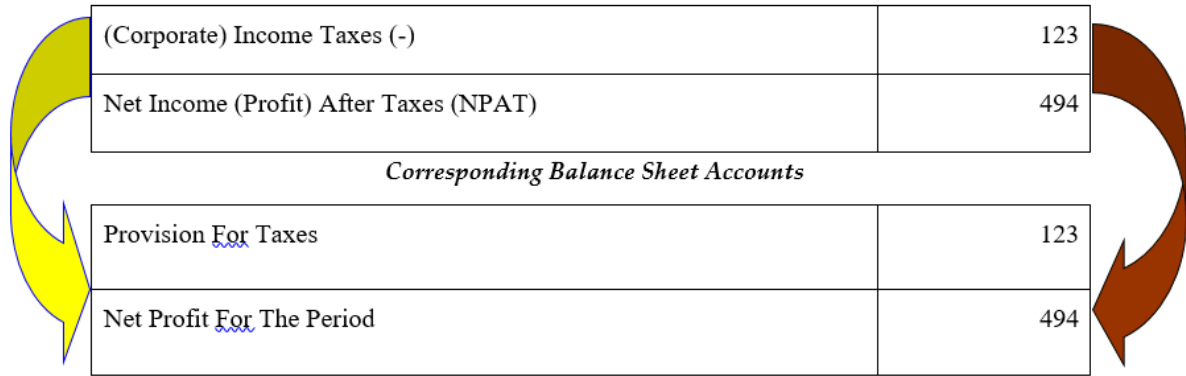 (Corporate) Income Taxes (-) 123
Net Income (Profit) After Taxes (NPAT) 494
Corresponding Balance Sheet Accounts
Provision For Taxes 123
Net Profit For The Period 494